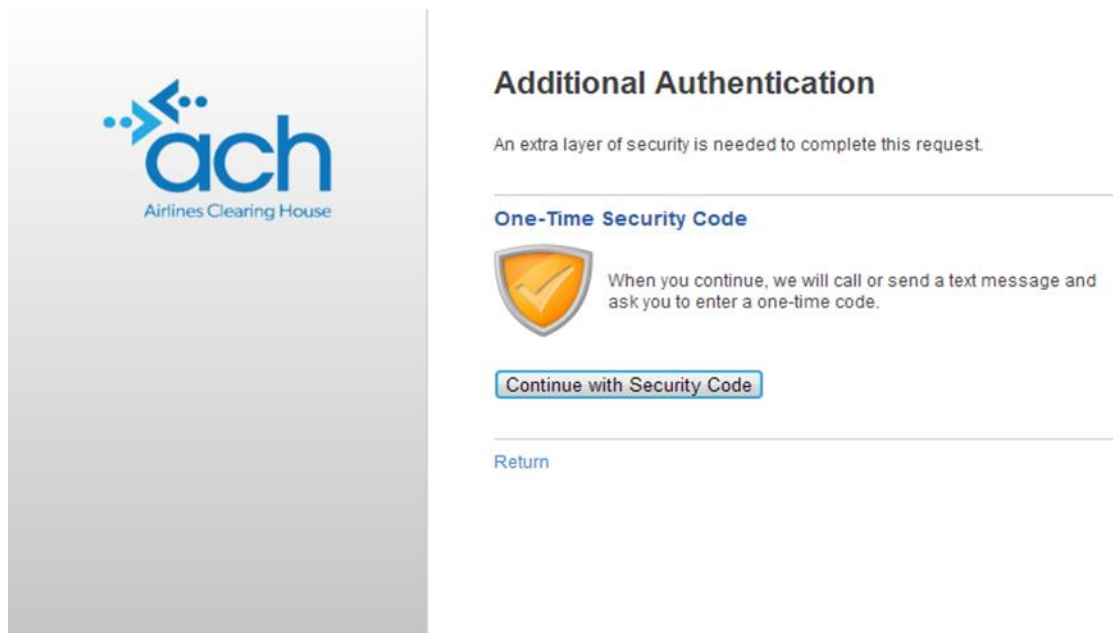 ach
Airlines Clearing House
Additional Authentication
An extra layer of security is needed to complete this request.
One-Time Security Code
When you continue, we will call or send a text message and
ask you to enter a one-time code.
Continue with Security Code
Return